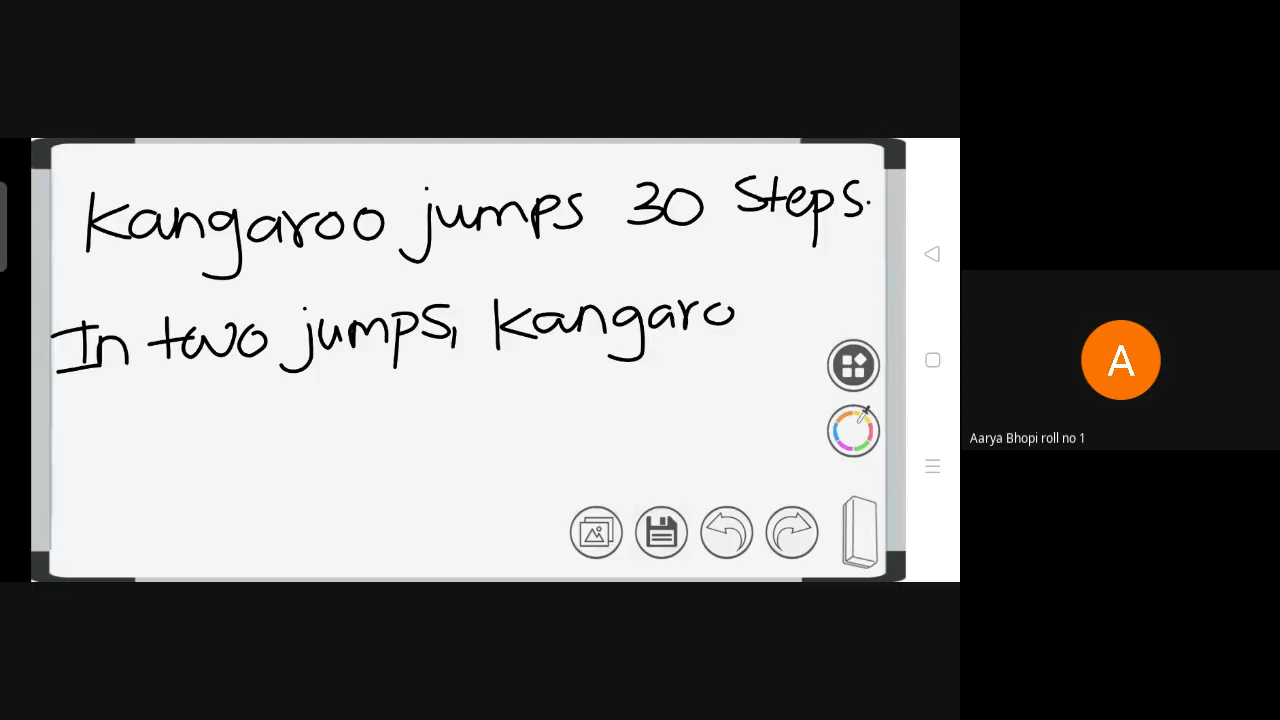 Kangaroo jumps 30 steps.
In two jumps, Kangaro
A
Aarya Bhopi roll no 1